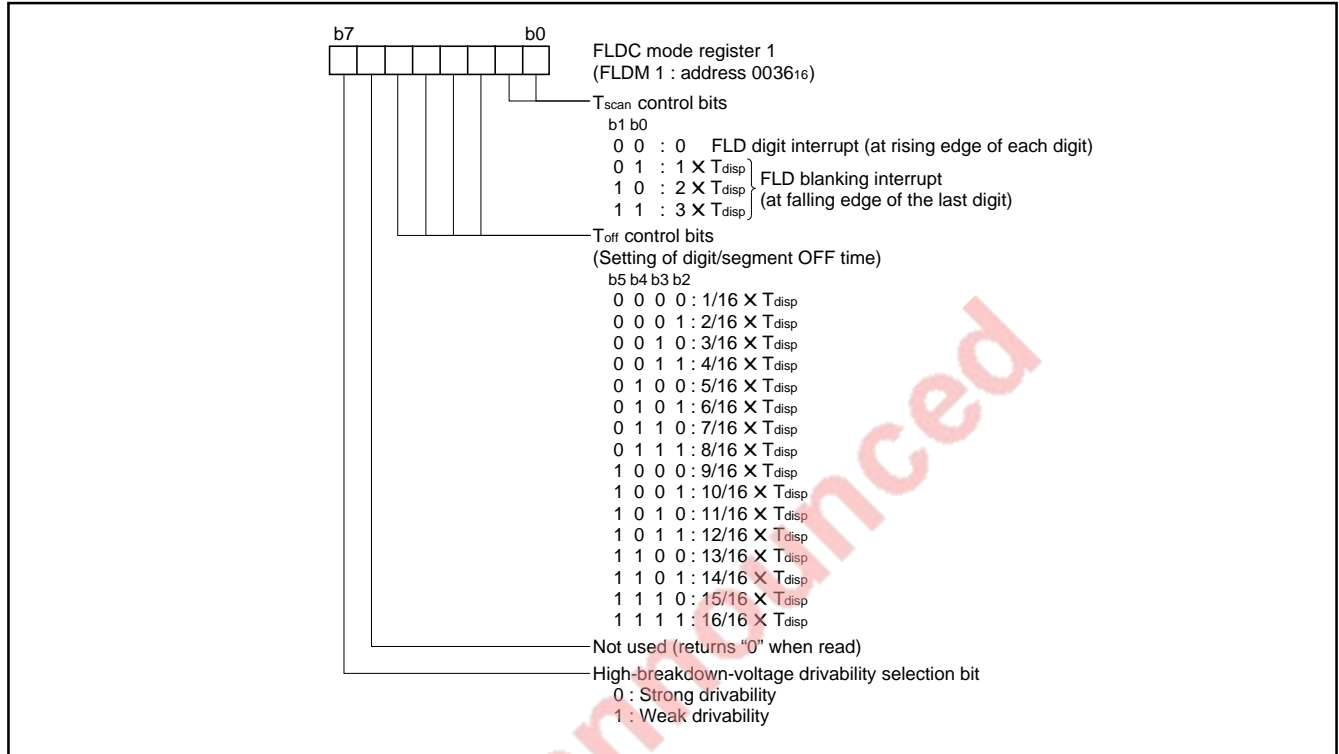 b7 b0
FLDC mode register 1
(FLDM 1 : address 003616)
Tscan control bits
b1 b0
0 0 : 0 FLD digit interrupt (at rising edge of each digit)
0 1 : 1 ✕ Tdisp
1 0 : 2 ✕ Tdisp
1 1 : 3 ✕ Tdisp
FLD blanking interrupt
(at falling edge of the last digit)
Toff control bits
(Setting of digit/segment OFF time)
b5 b4 b3 b2
0 0 0 0 : 1/16 ✕ Tdisp
0 0 0 1 : 2/16 ✕ Tdisp
0 0 1 0 : 3/16 ✕ Tdisp
0 0 1 1 : 4/16 ✕ Tdisp
0 1 0 0 : 5/16 ✕ Tdisp
0 1 0 1 : 6/16 ✕ Tdisp
0 1 1 0 : 7/16 ✕ Tdisp
0 1 1 1 : 8/16 ✕ Tdisp
1 0 0 0 : 9/16 ✕ Tdisp
1 0 0 1 : 10/16 ✕ Tdisp
1 0 1 0 : 11/16 ✕ Tdisp
1 0 1 1 : 12/16 ✕ Tdisp
1 1 0 0 : 13/16 ✕ Tdisp
1 1 0 1 : 14/16 ✕ Tdisp
1 1 1 0 : 15/16 ✕ Tdisp
1 1 1 1 : 16/16 ✕ Tdisp
Not used (returns “0” when read)
High-breakdown-voltage drivability selection bit
0 : Strong drivability
1 : Weak drivability